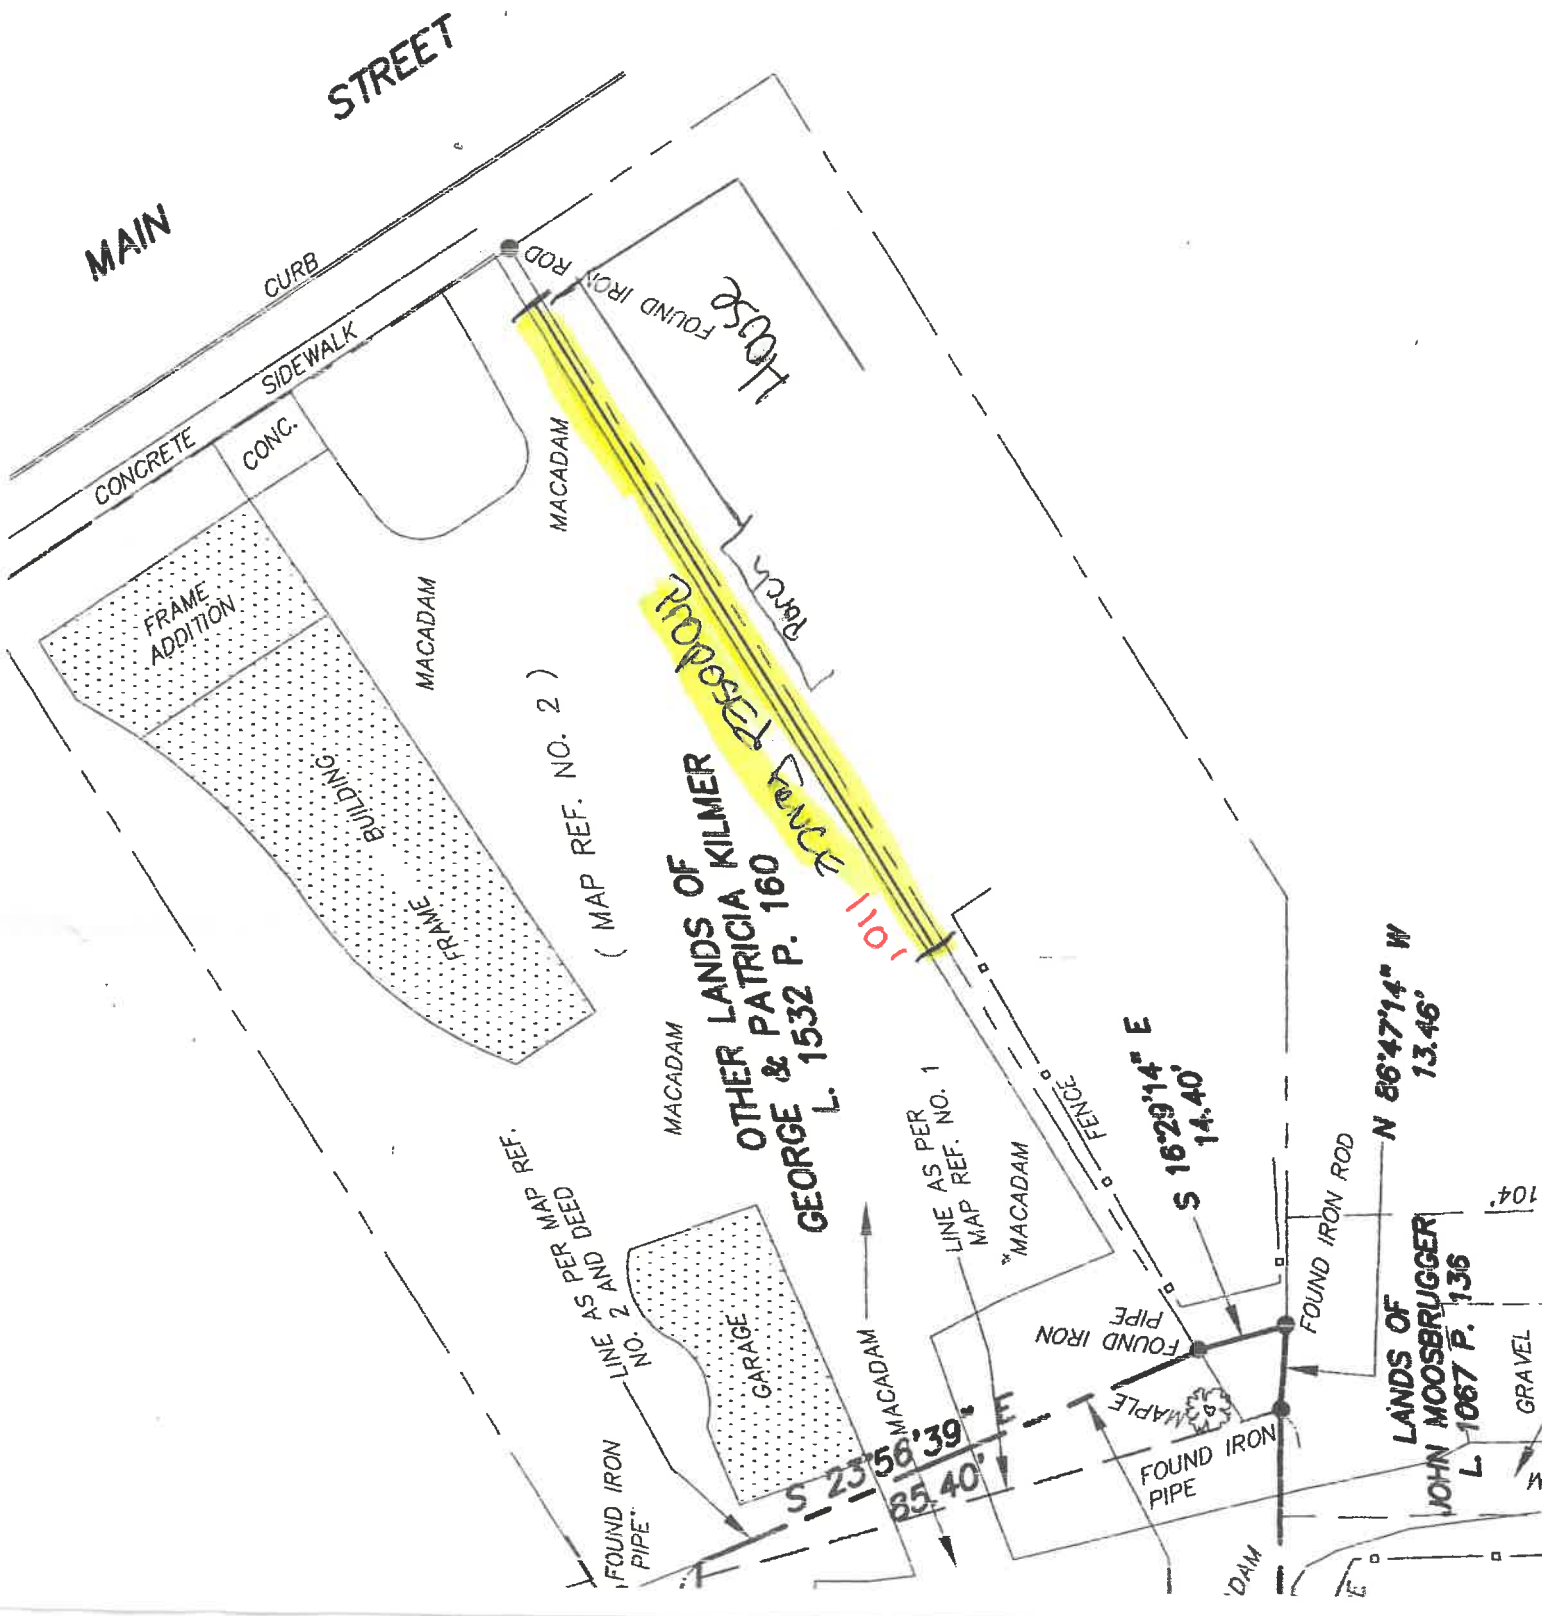 MAIN
STREET
CURB
CONCRETE
SIDEWALK
CONC.
FOUND IRON ROD
House
MACADAM
MACADAM
FRAME
ADDITION
Porch
PROPOSED FENCE
110'
( MAP REF. NO. 2 )
FRAME
BUILDING
OTHER LANDS OF
GEORGE & PATRICIA KILMER
L. 1532 P. 160
MACADAM
LINE AS PER
MAP REF. NO. 1
MACADAM
FENCE
S 16°29'14" E
14.40'
N 86°47'14" W
13.46'
LINE AS PER MAP REF.
NO. 2 AND DEED
GARAGE
MACADAM
MACADAM
FOUND IRON
PIPE
FOUND IRON ROD
104'
MAPLE
FOUND IRON
PIPE
S 23°56'39" E
85.40'
FOUND IRON
PIPE
LANDS OF
JOHN MOOSBRUGGER
L. 1067 P. 136
GRAVEL
DAM